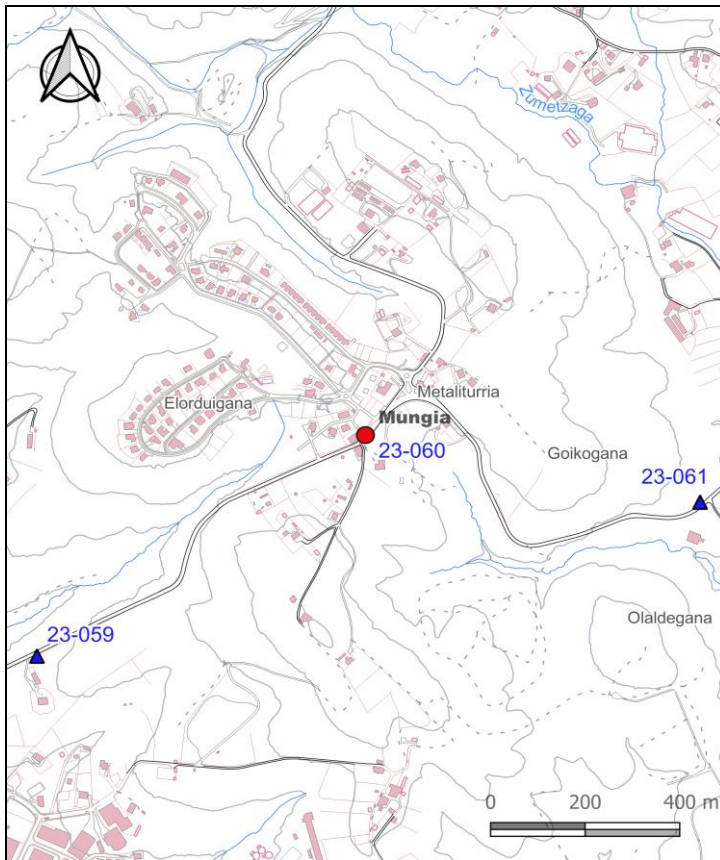 Zumetzaga
Metaliturria
Elorduigana
Mungia
23-060
Goikogana
23-061
Olaldegana
23-059
0 200 400 m